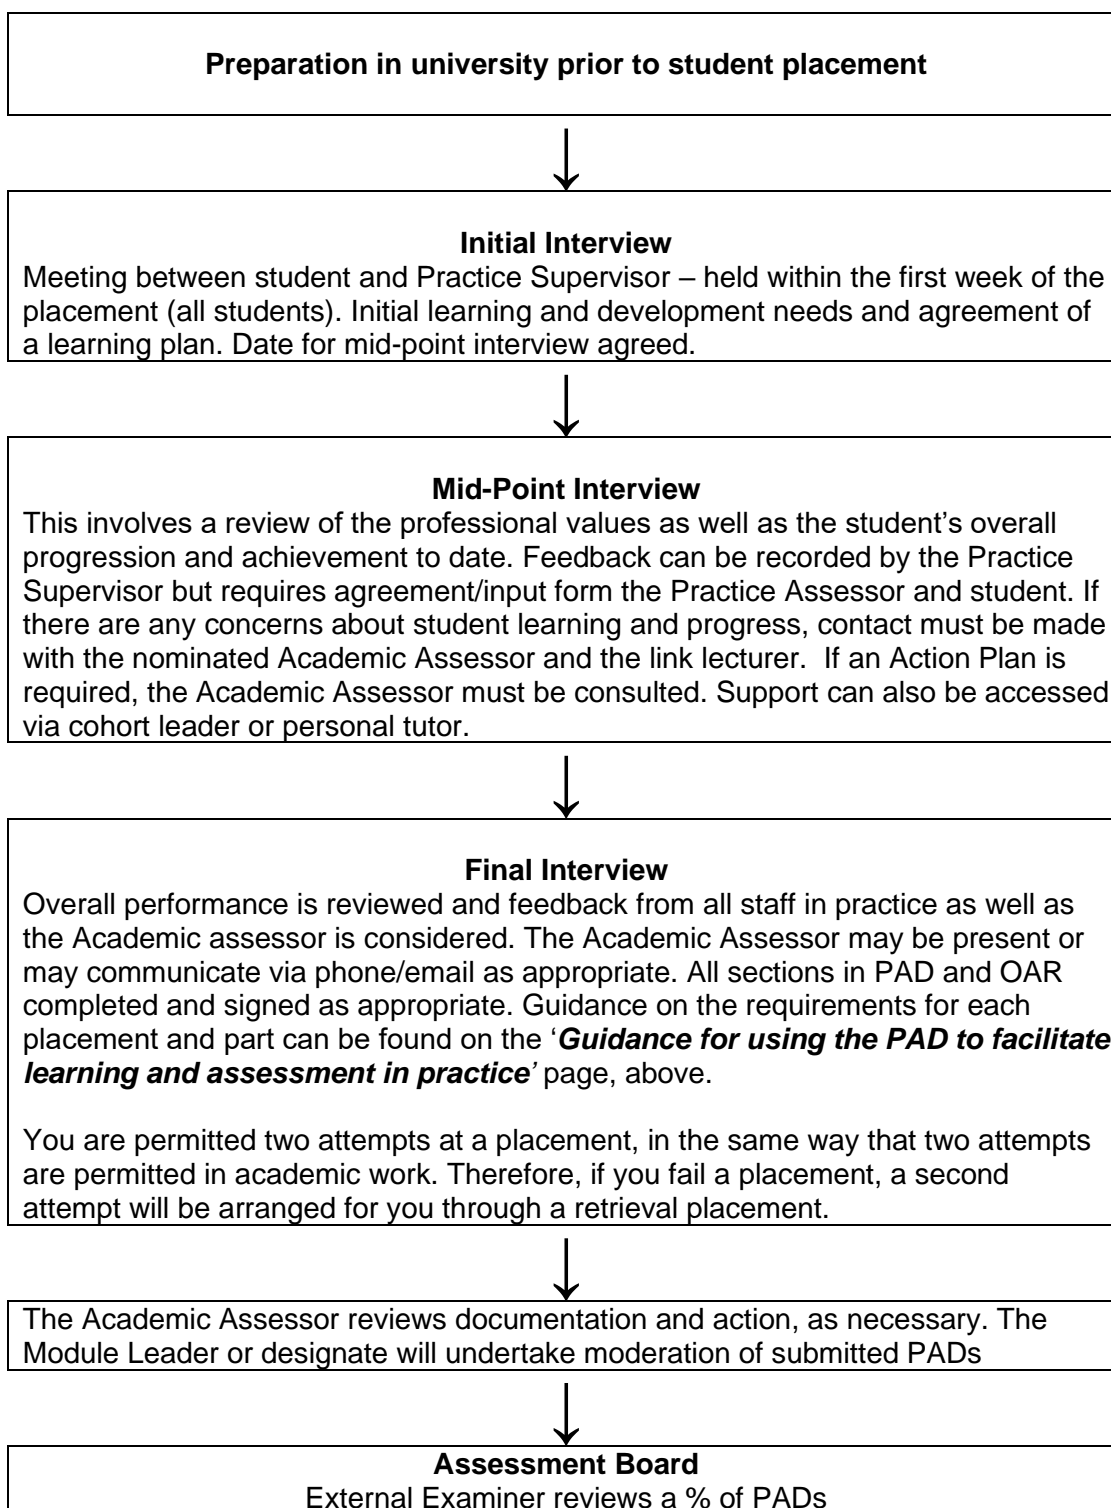 Preparation in university prior to student placement
Initial Interview
Meeting between student and Practice Supervisor – held within the first week of the
placement (all students). Initial learning and development needs and agreement of
a learning plan. Date for mid-point interview agreed.
Mid-Point Interview
This involves a review of the professional values as well as the student’s overall
progression and achievement to date. Feedback can be recorded by the Practice
Supervisor but requires agreement/input form the Practice Assessor and student. If
there are any concerns about student learning and progress, contact must be made
with the nominated Academic Assessor and the link lecturer.  If an Action Plan is
required, the Academic Assessor must be consulted. Support can also be accessed
via cohort leader or personal tutor.
Final Interview
Overall performance is reviewed and feedback from all staff in practice as well as
the Academic assessor is considered. The Academic Assessor may be present or
may communicate via phone/email as appropriate. All sections in PAD and OAR
completed and signed as appropriate. Guidance on the requirements for each
placement and part can be found on the ‘Guidance for using the PAD to facilitate
learning and assessment in practice’ page, above.
You are permitted two attempts at a placement, in the same way that two attempts
are permitted in academic work. Therefore, if you fail a placement, a second
attempt will be arranged for you through a retrieval placement.
The Academic Assessor reviews documentation and action, as necessary. The
Module Leader or designate will undertake moderation of submitted PADs
Assessment Board
External Examiner reviews a % of PADs